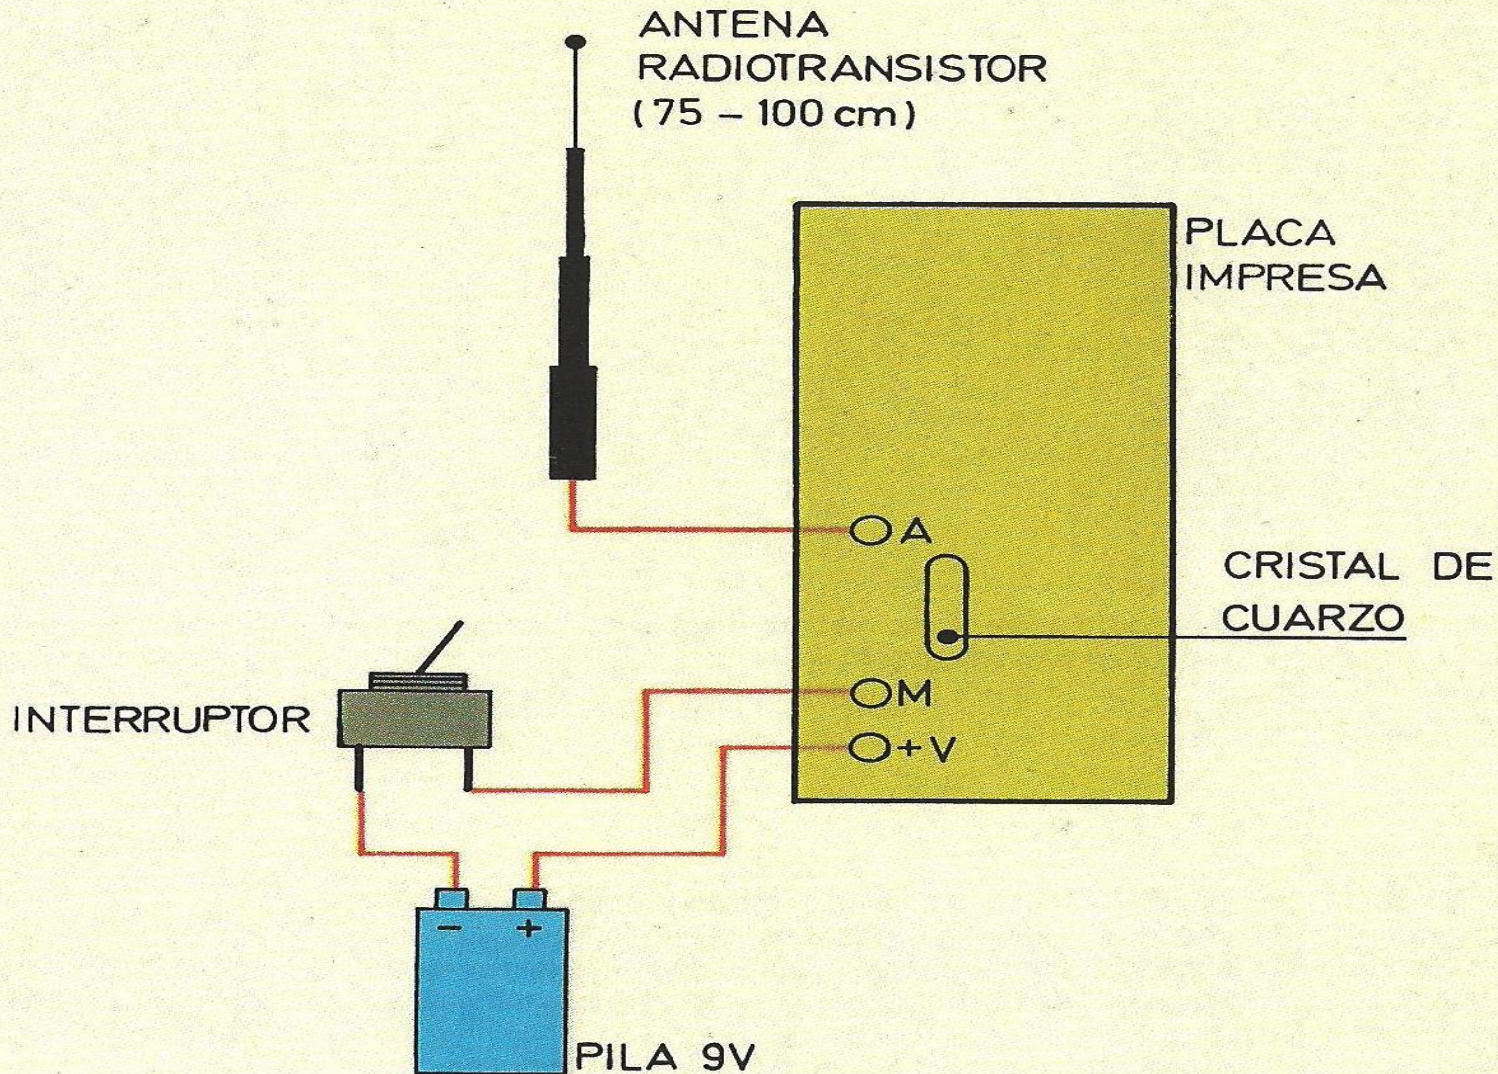 ANTENA
RADIOTRANSISTOR
(75 – 100 cm)
PLACA
IMPRESA
A
CRISTAL DE
CUARZO
M
INTERRUPTOR
+V
– +
PILA 9V